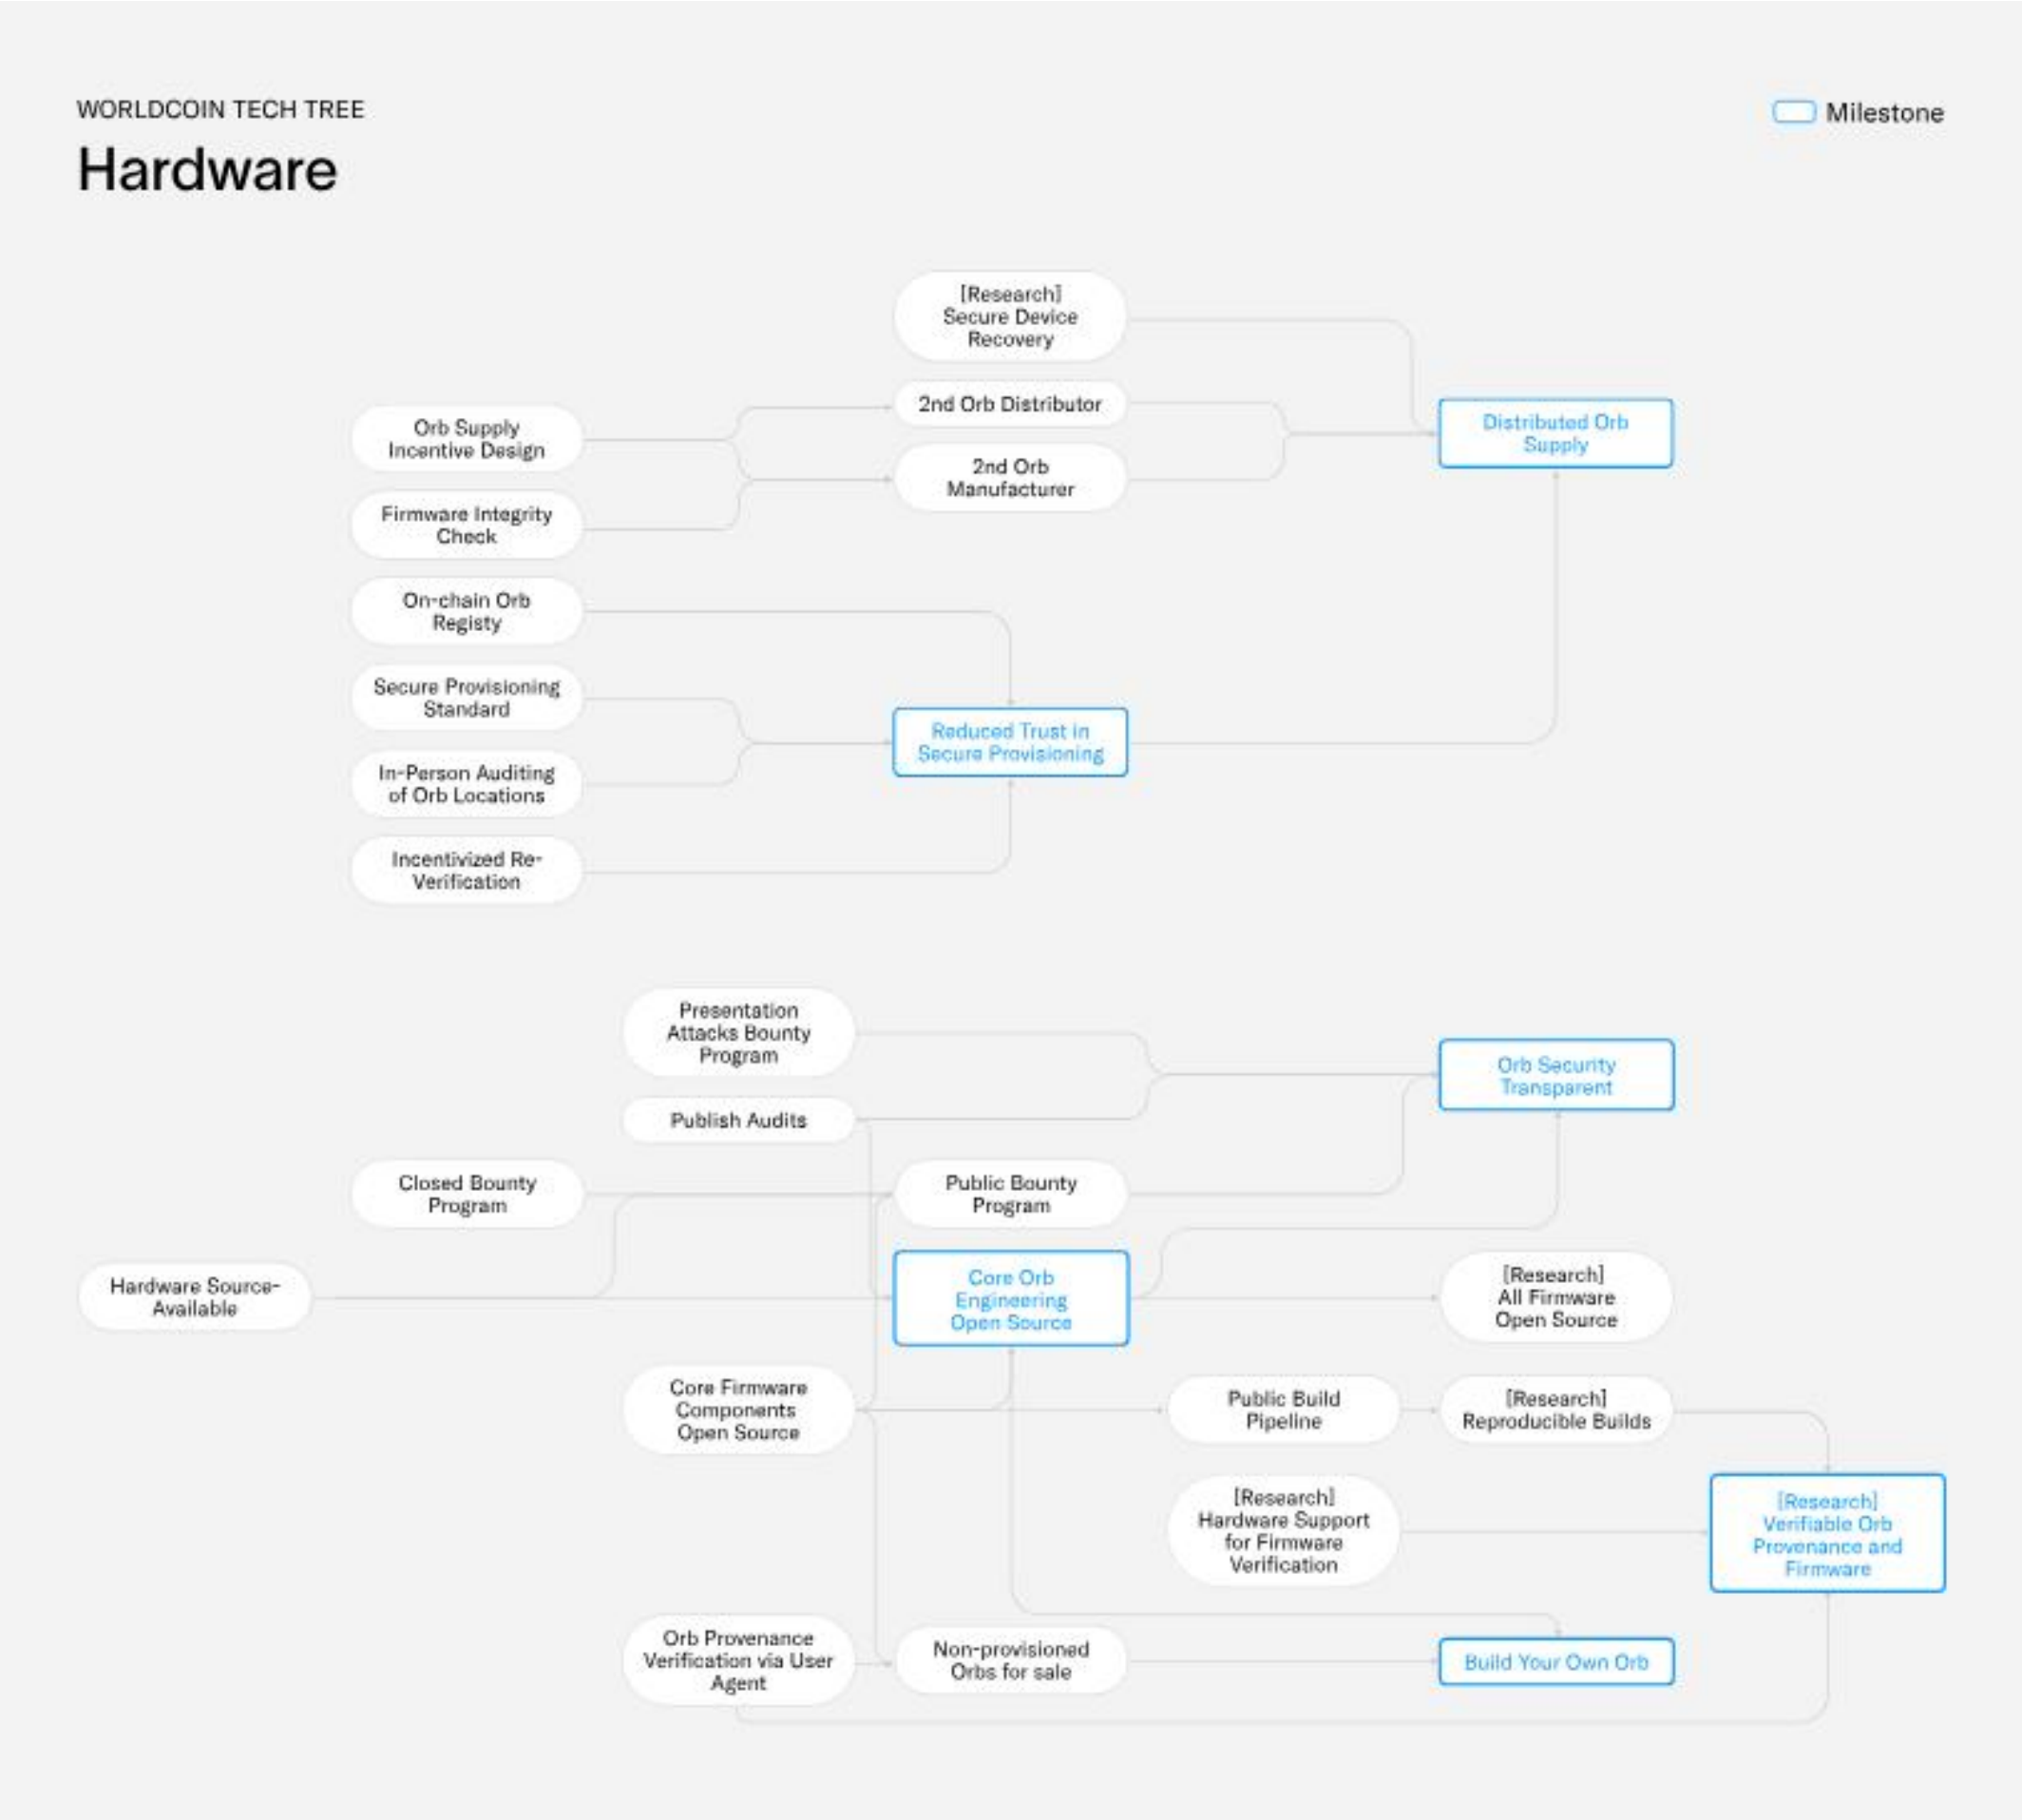 WORLDCOIN TECH TREE
Hardware
Milestone
[Research]
Secure Device
Recovery
2nd Orb Distributor
Orb Supply
Incentive Design
Distributed Orb
Supply
2nd Orb
Manufacturer
Firmware Integrity
Check
On-chain Orb
Registy
Secure Provisioning
Standard
Reduced Trust in
Secure Provisioning
In-Person Auditing
of Orb Locations
Incentivized Re-
Verification
Presentation
Attacks Bounty
Program
Orb Security
Transparent
Publish Audits
Closed Bounty
Program
Public Bounty
Program
Hardware Source-
Available
Core Orb
Engineering
Open Source
[Research]
All Firmware
Open Source
Core Firmware
Components
Open Source
Public Build
Pipeline
[Research]
Reproducible Builds
[Research]
Hardware Support
for Firmware
Verification
[Research]
Verifiable Orb
Provenance and
Firmware
Orb Provenance
Verification via User
Agent
Non-provisioned
Orbs for sale
Build Your Own Orb